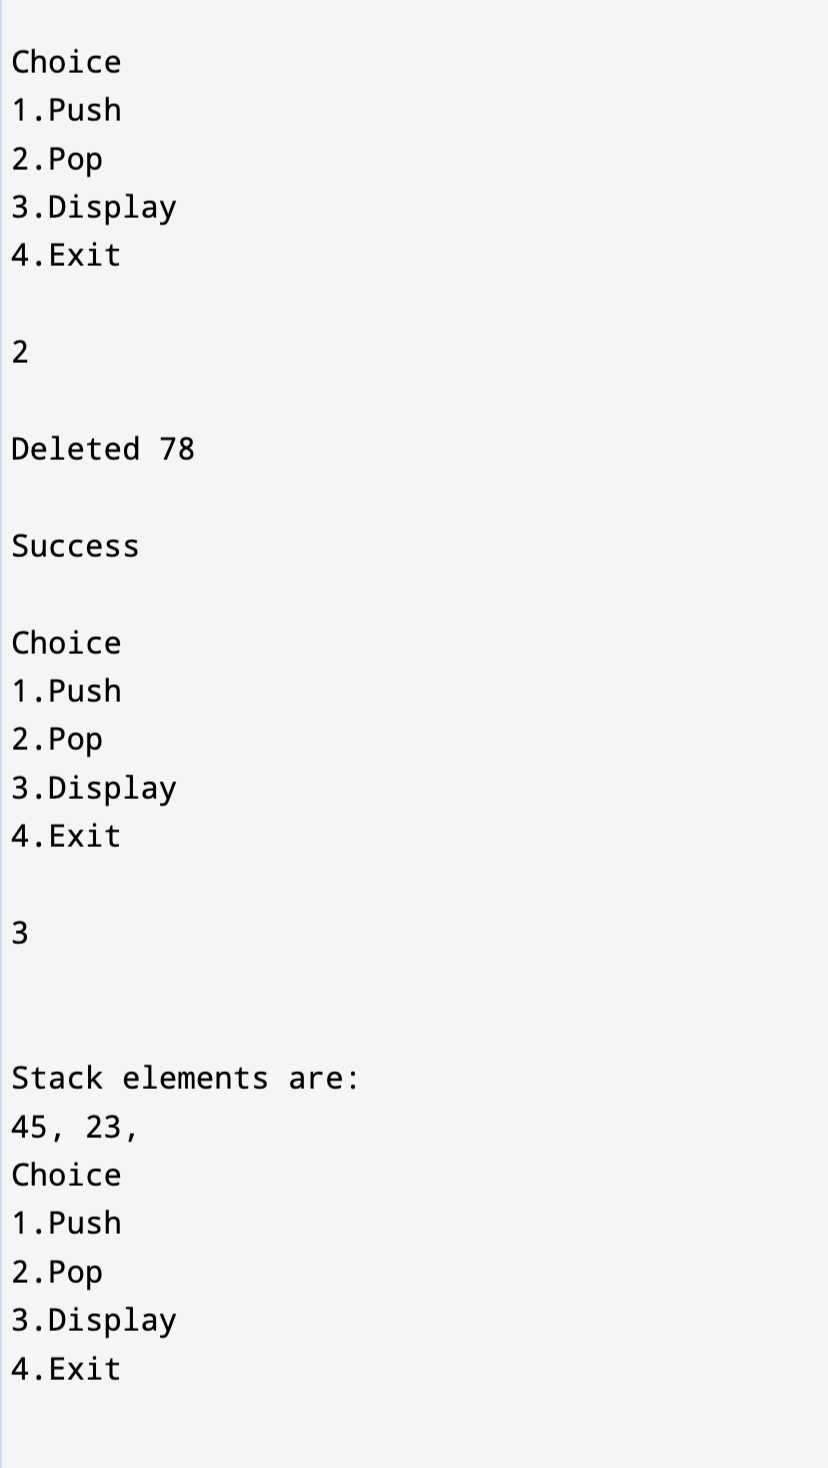 Choice
1.Push
2.Pop
3.Display
4.Exit
2
Deleted 78
Success
Choice
1.Push
2.Pop
3.Display
4.Exit
3
Stack elements are:
45, 23,
Choice
1.Push
2.Pop
3.Display
4.Exit